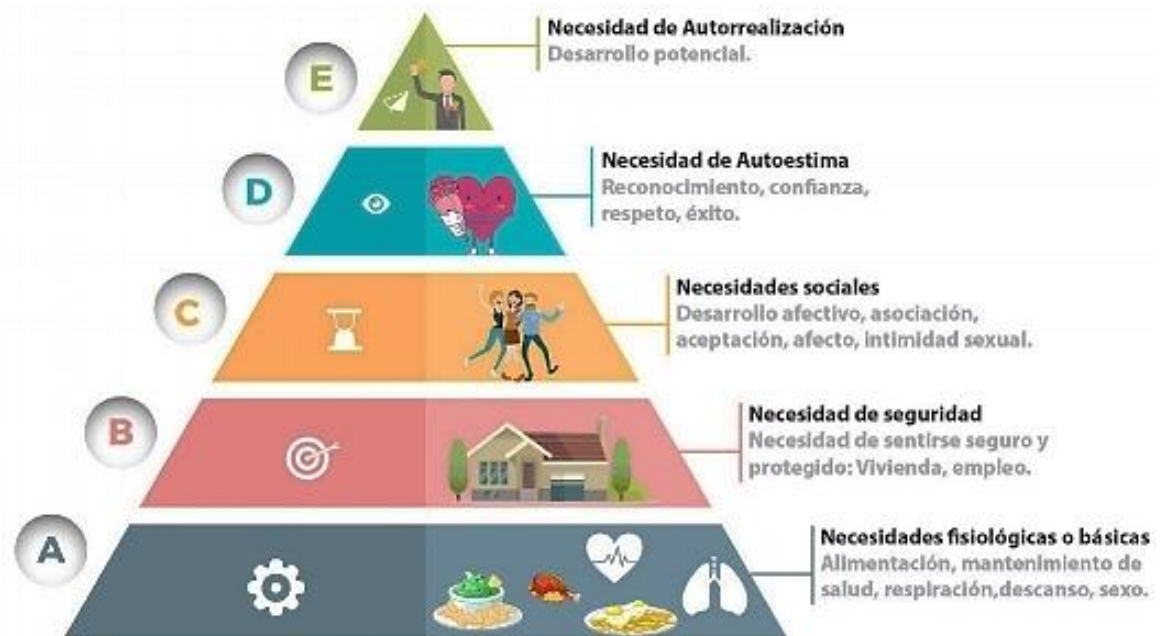 E
Necesidad de Autorrealización
Desarrollo potencial.
D
Necesidad de Autoestima
Reconocimiento, confianza,
respeto, éxito.
C
Necesidades sociales
Desarrollo afectivo, asociación,
aceptación, afecto, intimidad sexual.
B
Necesidad de seguridad
Necesidad de sentirse seguro y
protegido: Vivienda, empleo.
A
Necesidades fisiológicas o básicas
Alimentación, mantenimiento de
salud, respiración,descanso, sexo.